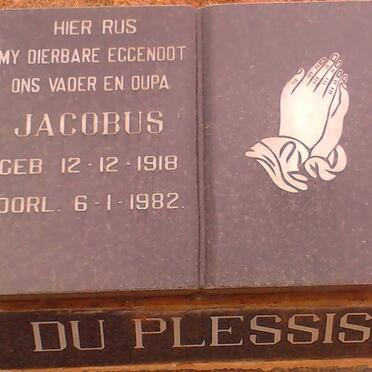 HIER RUS
MY DIERBARE EGGENOOT
ONS VADER EN OUPA
JACOBUS
GEB. 12-12-1918
OORL. 6-1-1982.
DU PLESSIS